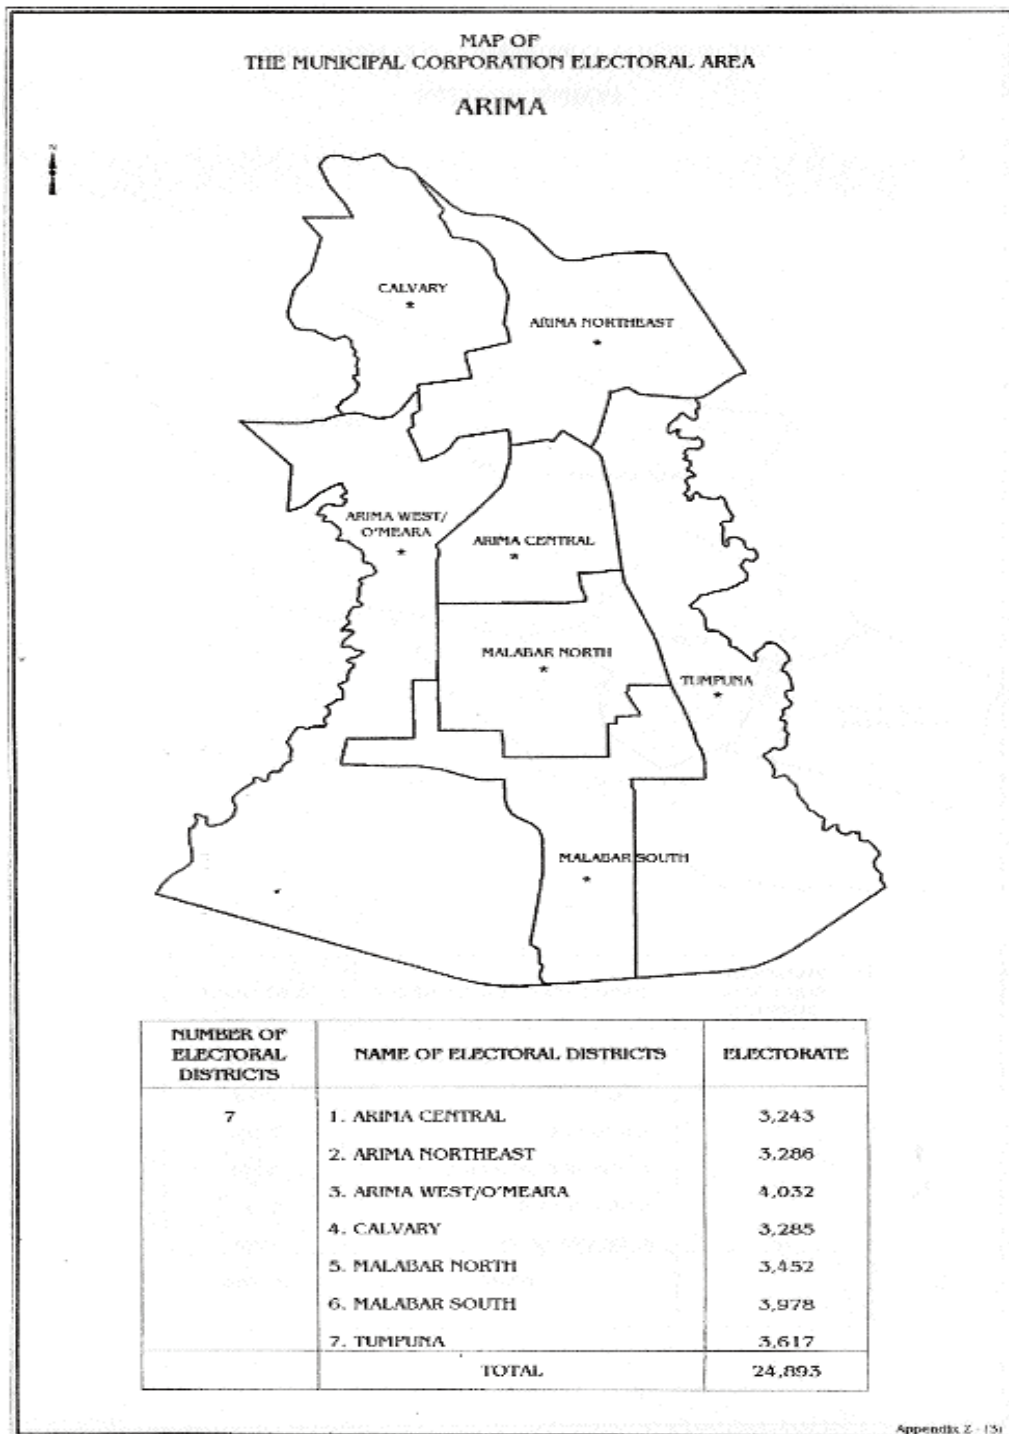 MAP OF
THE MUNICIPAL CORPORATION ELECTORAL AREA
ARIMA
N
CALVARY
ARIMA NORTHEAST
ARIMA WEST/
O'MEARA
ARIMA CENTRAL
MALABAR NORTH
TUMPUNA
MALABAR SOUTH
NUMBER OF
ELECTORAL
DISTRICTS
NAME OF ELECTORAL DISTRICTS
ELECTORATE
7
1. ARIMA CENTRAL 3,243
2. ARIMA NORTHEAST 3,286
3. ARIMA WEST/O'MEARA 4,032
4. CALVARY 3,285
5. MALABAR NORTH 3,452
6. MALABAR SOUTH 3,978
7. TUMPUNA 3,617
TOTAL 24,893
Appendix